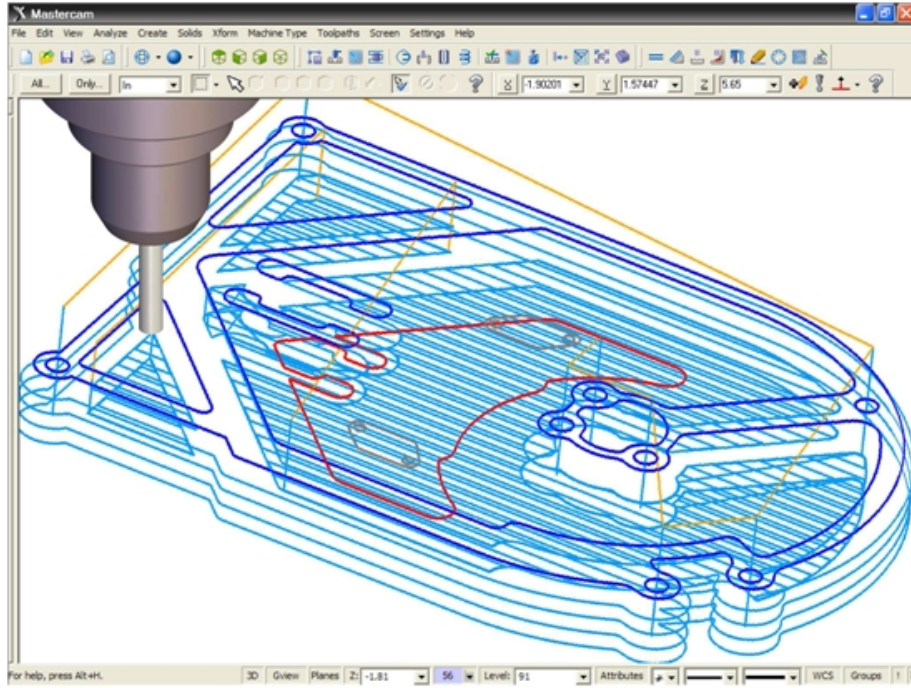 Mastercam
File Edit View Analyze Create Solids Xform Machine Type Toolpaths Screen Settings Help
All... Only... In X -1.90201 Y 1.57447 Z 5.65
For help, press Alt+H. 3D Gview Planes Z: -1.81 56 Level: 91 Attributes WCS Groups